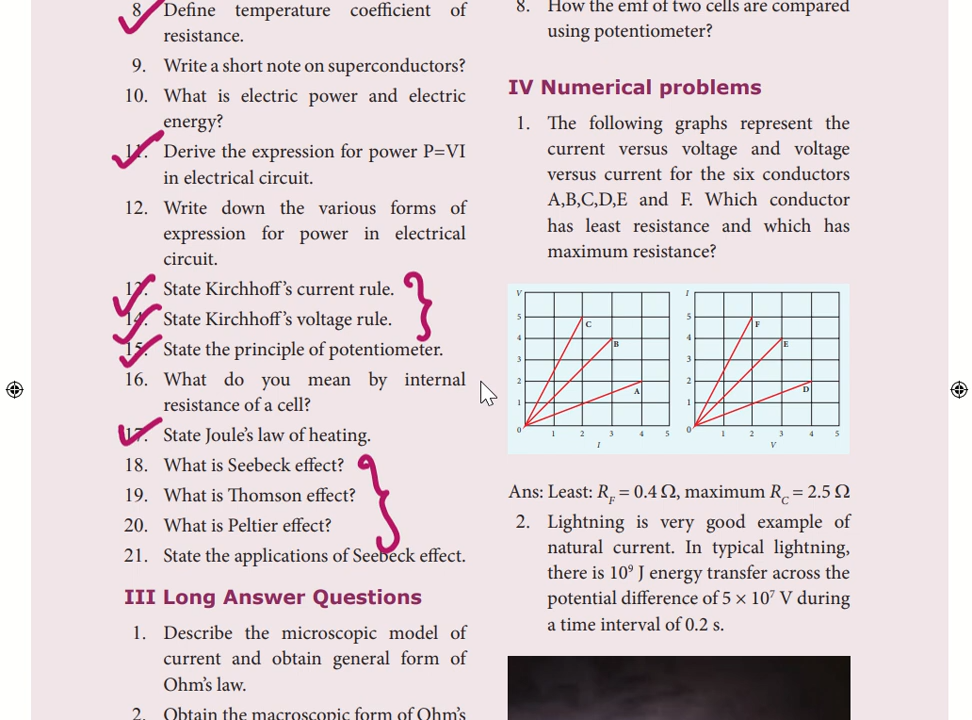 8. Define temperature coefficient of
resistance.
9. Write a short note on superconductors?
10. What is electric power and electric
energy?
11. Derive the expression for power P=VI
in electrical circuit.
12. Write down the various forms of
expression for power in electrical
circuit.
13. State Kirchhoff’s current rule.
14. State Kirchhoff’s voltage rule.
15. State the principle of potentiometer.
16. What do you mean by internal
resistance of a cell?
17. State Joule’s law of heating.
18. What is Seebeck effect?
19. What is Thomson effect?
20. What is Peltier effect?
21. State the applications of Seebeck effect.
III Long Answer Questions
1. Describe the microscopic model of
current and obtain general form of
Ohm’s law.
2. Obtain the macroscopic form of Ohm’s
8. How the emf of two cells are compared
using potentiometer?
IV Numerical problems
1. The following graphs represent the
current versus voltage and voltage
versus current for the six conductors
A,B,C,D,E and F. Which conductor
has least resistance and which has
maximum resistance?
V
5
4
3
2
1
0
1 2 3 4 5
I
C
B
A
I
5
4
3
2
1
0
1 2 3 4 5
V
F
E
D
Ans: Least: R_F = 0.4 Ω, maximum R_C = 2.5 Ω
2. Lightning is very good example of
natural current. In typical lightning,
there is 10⁹ J energy transfer across the
potential difference of 5 × 10⁷ V during
a time interval of 0.2 s.